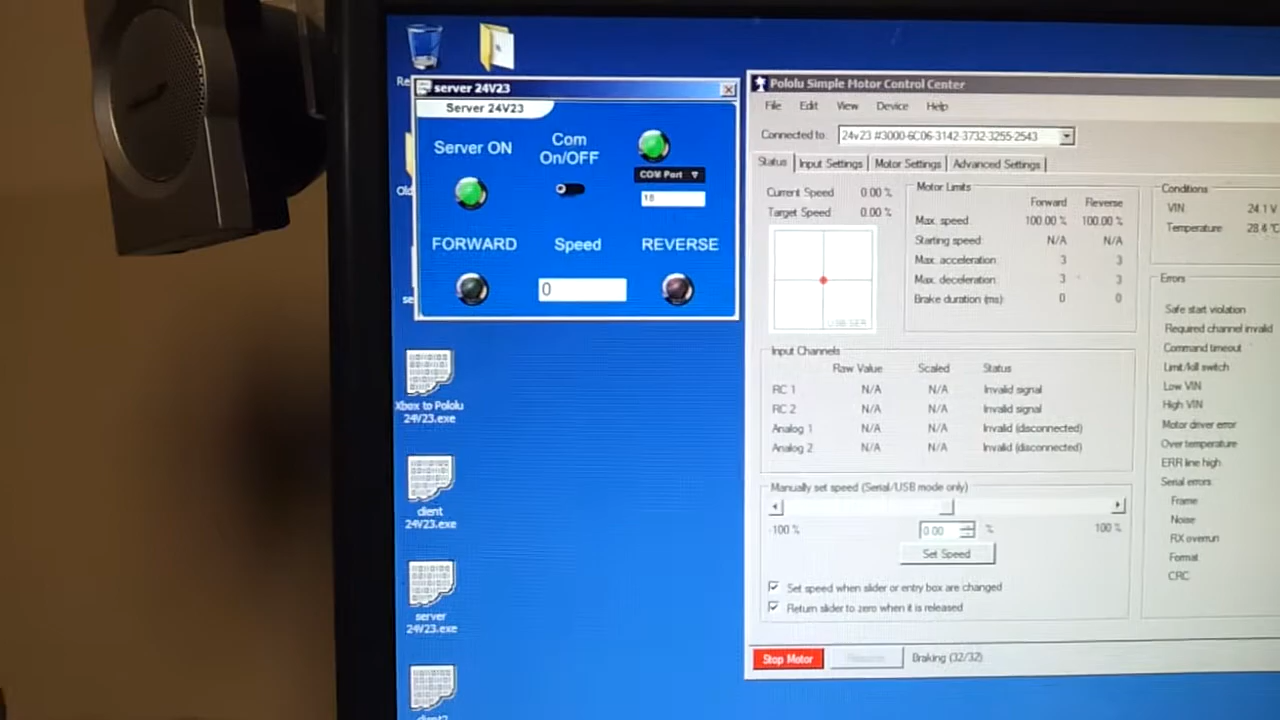 Re
Old
se
Xbox to Pololu
24V23.exe
client
24V23.exe
server
24V23.exe
client2
server 24V23
Server 24V23
Server ON
Com
On/OFF
COM Port
18
FORWARD
Speed
REVERSE
0
Pololu Simple Motor Control Center
File Edit View Device Help
Connected to: 24v23 #3000-6C06-3142-3732-3255-2543
Status Input Settings Motor Settings Advanced Settings
Current Speed 0.00 %
Target Speed 0.00 %
USB SER
Motor Limits
Forward Reverse
Max. speed: 100.00 % 100.00 %
Starting speed: N/A N/A
Max. acceleration: 3 3
Max. deceleration: 3 3
Brake duration (ms): 0 0
Conditions
VIN: 24.1 V
Temperature: 28.4 °C
Input Channels
Raw Value Scaled Status
RC 1 N/A N/A Invalid signal
RC 2 N/A N/A Invalid signal
Analog 1 N/A N/A Invalid (disconnected)
Analog 2 N/A N/A Invalid (disconnected)
Errors
Safe start violation
Required channel invalid
Command timeout
Limit/kill switch
Low VIN
High VIN
Motor driver error
Over temperature
ERR line high
Serial errors:
Frame
Noise
RX overrun
Format
CRC
Manually set speed (Serial/USB mode only)
-100 % 0.00 % 100 %
Set Speed
Set speed when slider or entry box are changed
Return slider to zero when it is released
Stop Motor Braking (32/32)